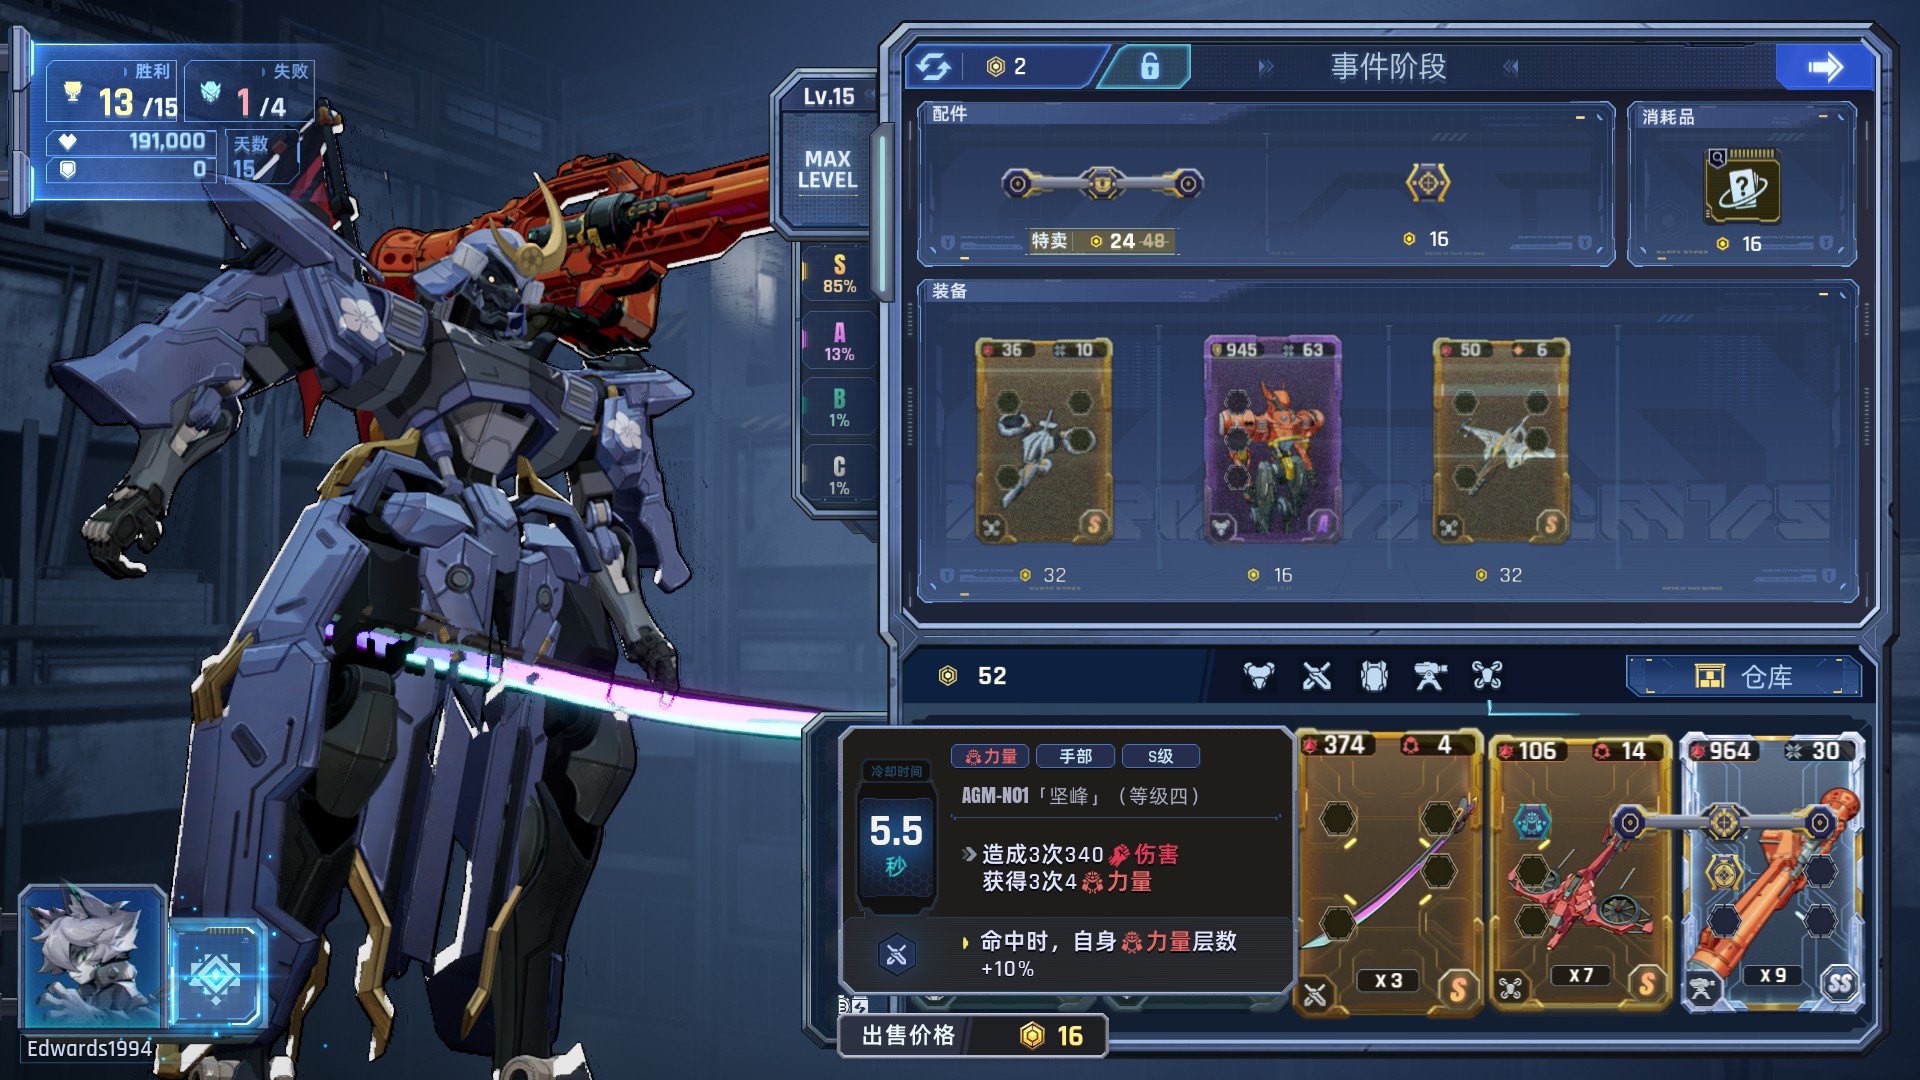 胜利
13 /15
失败
1 /4
191,000
0
天数
15
Lv.15
MAX
LEVEL
S
85%
A
13%
B
1%
C
1%
2
事件阶段
配件
特卖 24 48
16
消耗品
?
16
装备
36 10
S
32
945 63
A
16
50 6
S
32
52
仓库
冷却时间
5.5
秒
力量 手部 S级
AGM-N01「坚峰」（等级四）
造成3次340伤害
获得3次4力量
命中时，自身力量层数
+10%
出售价格 16
374 4
x3 S
106 14
x7 S
964 30
x9 SS
Edwards1994